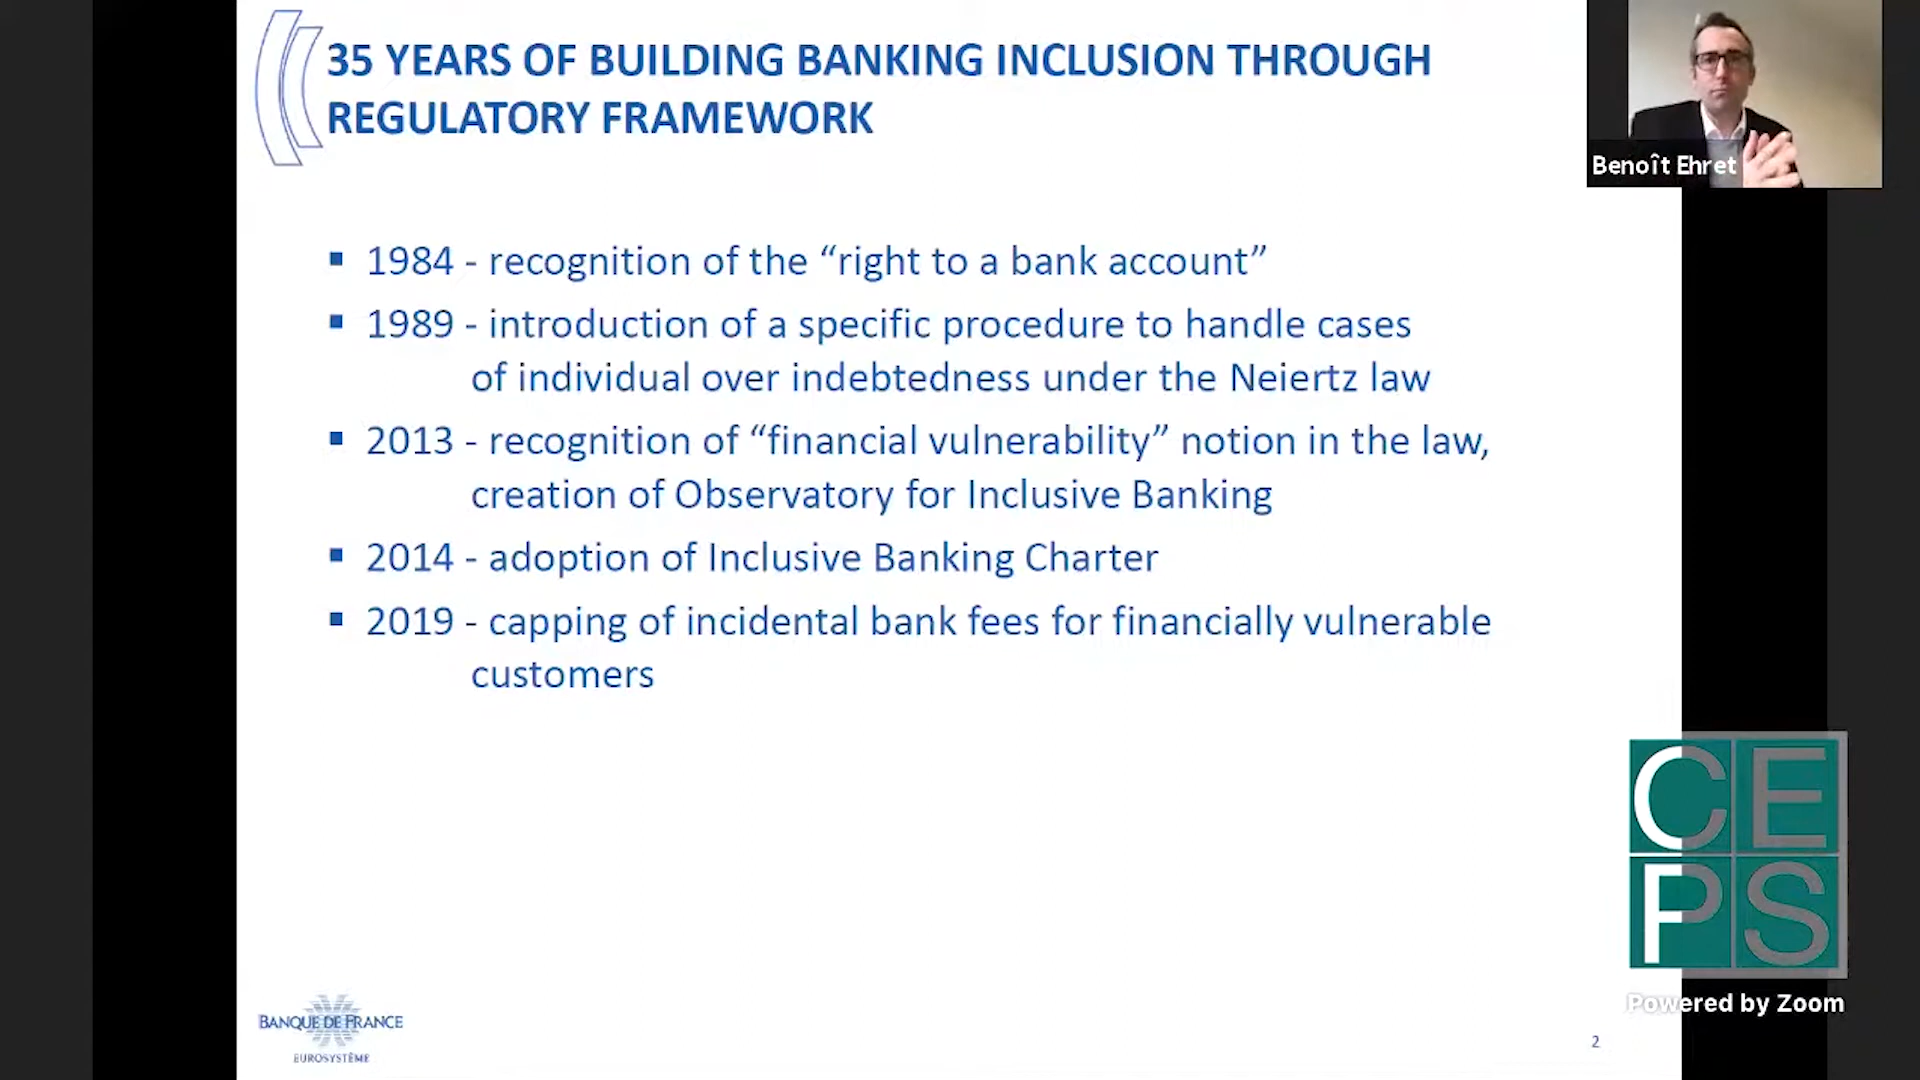 35 YEARS OF BUILDING BANKING INCLUSION THROUGH
REGULATORY FRAMEWORK
Benoît Ehret
▪ 1984 - recognition of the “right to a bank account”
▪ 1989 - introduction of a specific procedure to handle cases
of individual over indebtedness under the Neiertz law
▪ 2013 - recognition of “financial vulnerability” notion in the law,
creation of Observatory for Inclusive Banking
▪ 2014 - adoption of Inclusive Banking Charter
▪ 2019 - capping of incidental bank fees for financially vulnerable
customers
CE
PS
Powered by Zoom
BANQUE DE FRANCE
EUROSYSTÈME
2